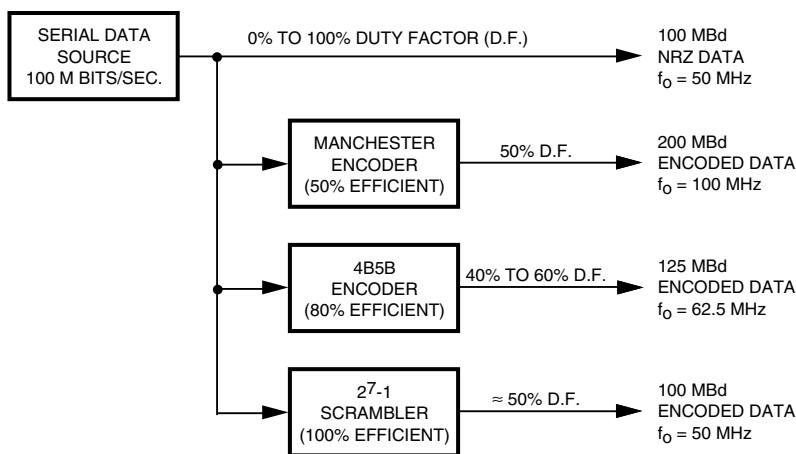 SERIAL DATA
SOURCE
100 M BITS/SEC.
0% TO 100% DUTY FACTOR (D.F.)
100 MBd
NRZ DATA
fo = 50 MHz
MANCHESTER
ENCODER
(50% EFFICIENT)
50% D.F.
200 MBd
ENCODED DATA
fo = 100 MHz
4B5B
ENCODER
(80% EFFICIENT)
40% TO 60% D.F.
125 MBd
ENCODED DATA
fo = 62.5 MHz
2⁷-1
SCRAMBLER
(100% EFFICIENT)
≈ 50% D.F.
100 MBd
ENCODED DATA
fo = 50 MHz